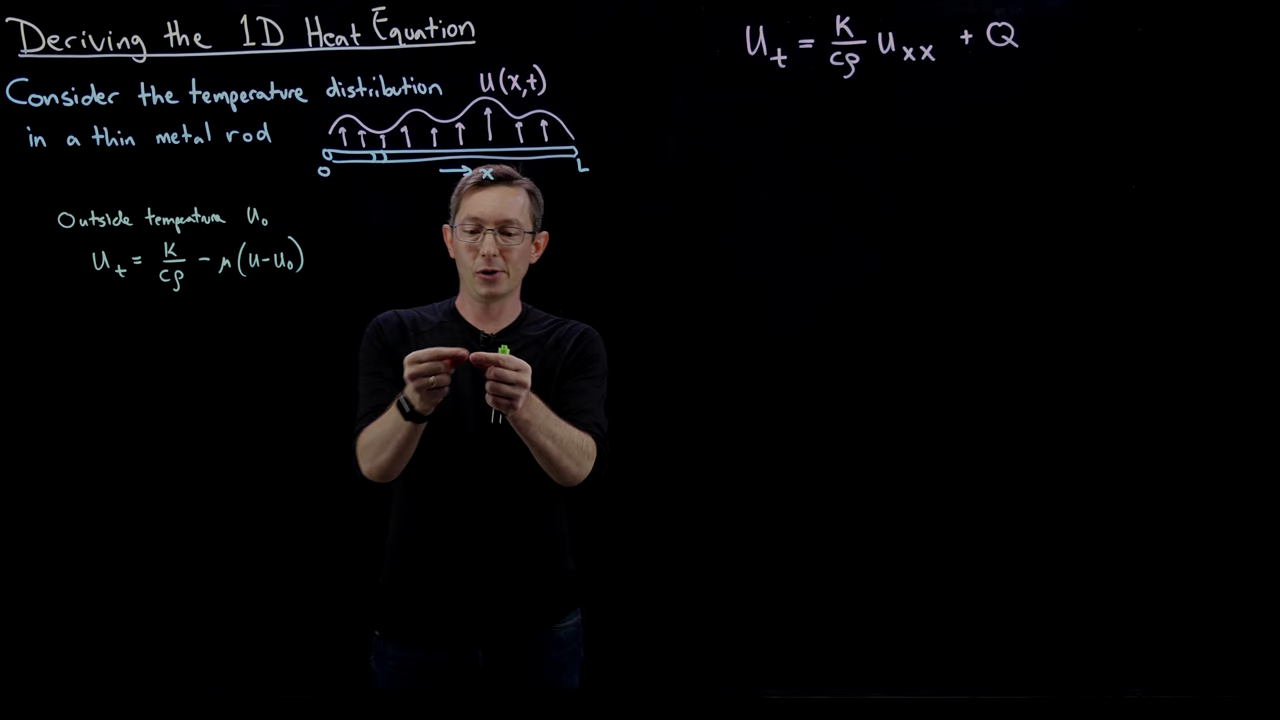 Deriving the 1D Heat Equation
Consider the temperature distribution u(x,t)
in a thin metal rod
0 → x L
Outside temperature u₀
u_t = K/cρ - μ(u-u₀)
u_t = K/cρ u_xx + Q